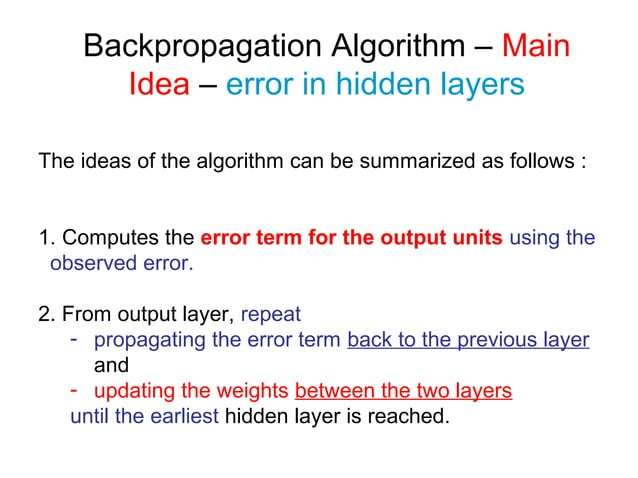 Backpropagation Algorithm – Main
Idea – error in hidden layers
The ideas of the algorithm can be summarized as follows :
1. Computes the error term for the output units using the
observed error.
2. From output layer, repeat
- propagating the error term back to the previous layer
and
- updating the weights between the two layers
until the earliest hidden layer is reached.